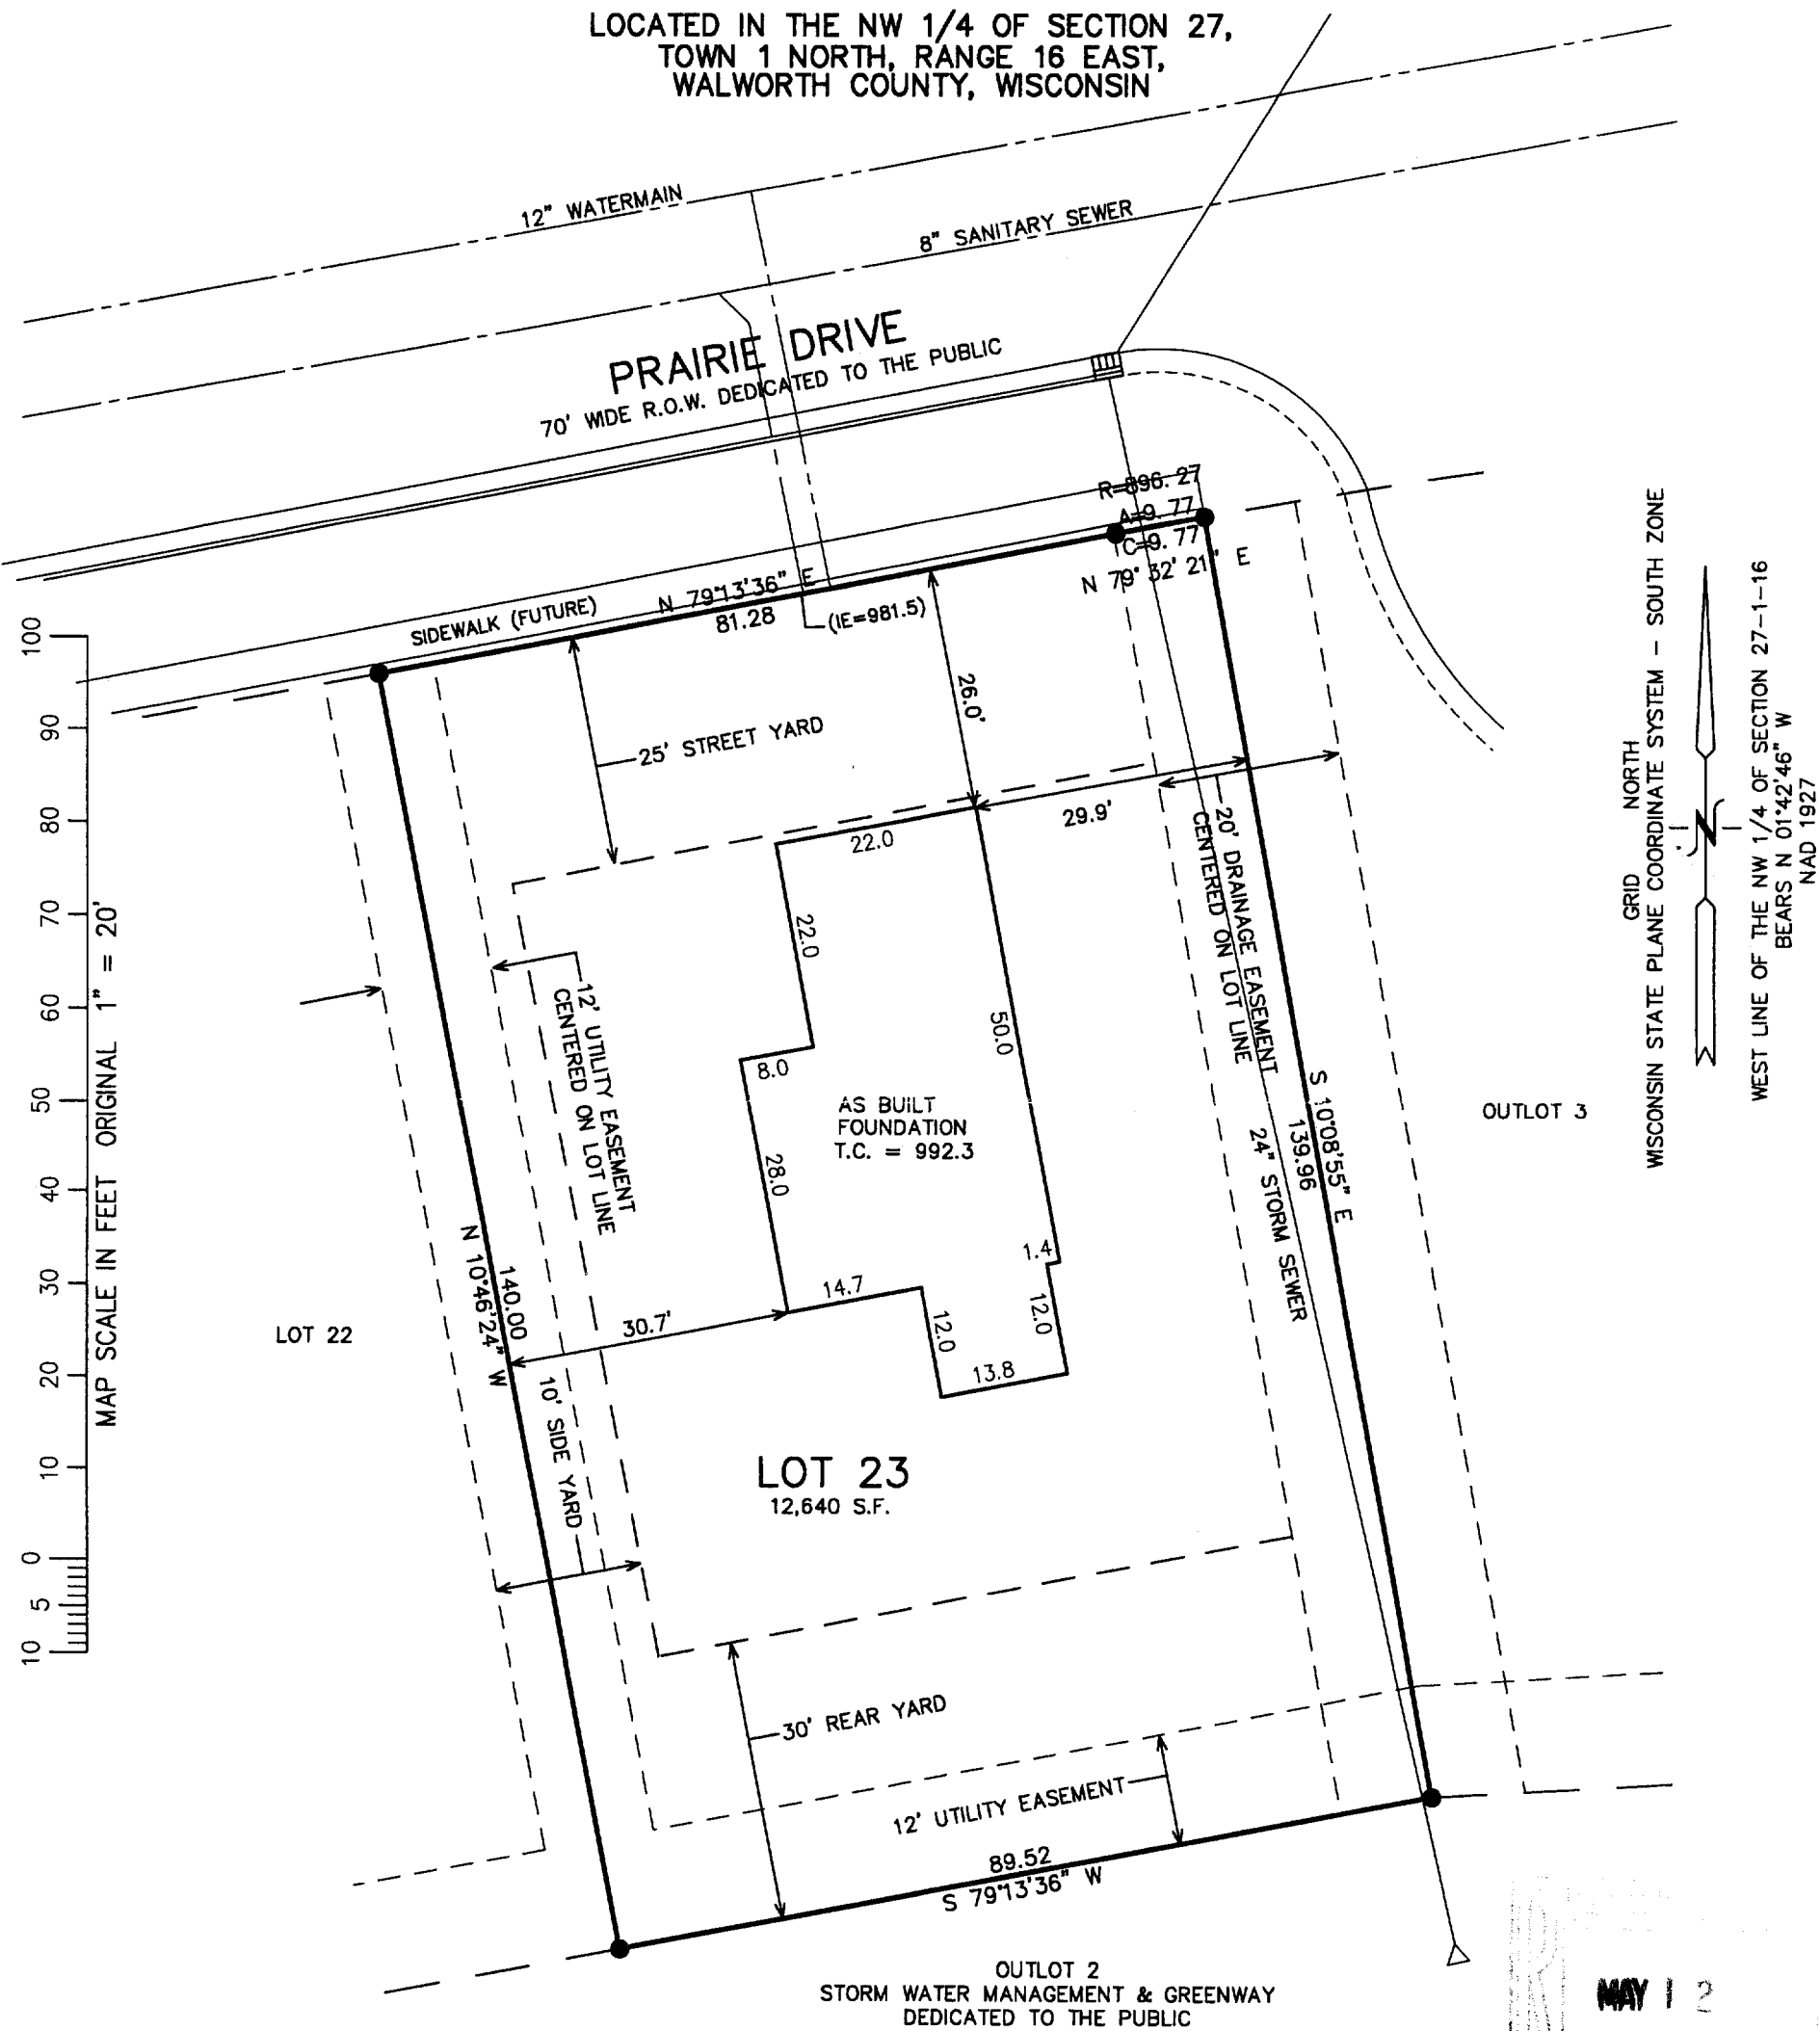 LOCATED IN THE NW 1/4 OF SECTION 27,
TOWN 1 NORTH, RANGE 16 EAST,
WALWORTH COUNTY, WISCONSIN
12" WATERMAIN
8" SANITARY SEWER
PRAIRIE DRIVE
70' WIDE R.O.W. DEDICATED TO THE PUBLIC
R=896.27
A=9.77
C=9.77
N 79°32'21" E
SIDEWALK (FUTURE)
N 79°13'36" E
81.28
(IE=981.5)
26.0'
25' STREET YARD
29.9'
22.0
22.0
20' DRAINAGE EASEMENT
CENTERED ON LOT LINE
12' UTILITY EASEMENT
CENTERED ON LOT LINE
50.0
8.0
AS BUILT
FOUNDATION
T.C. = 992.3
28.0
S 10°08'55" E
139.96
24" STORM SEWER
OUTLOT 3
1.4
14.7
12.0
12.0
13.8
30.7'
140.00
N 10°46'24" W
LOT 22
10' SIDE YARD
LOT 23
12,640 S.F.
30' REAR YARD
12' UTILITY EASEMENT
89.52
S 79°13'36" W
OUTLOT 2
STORM WATER MANAGEMENT & GREENWAY
DEDICATED TO THE PUBLIC
100
90
80
70
60
50
40
30
20
10
0
5
10
MAP SCALE IN FEET ORIGINAL 1" = 20'
GRID NORTH
N
WISCONSIN STATE PLANE COORDINATE SYSTEM - SOUTH ZONE
WEST LINE OF THE NW 1/4 OF SECTION 27-1-16
BEARS N 01°42'46" W
NAD 1927
MAY 1 2